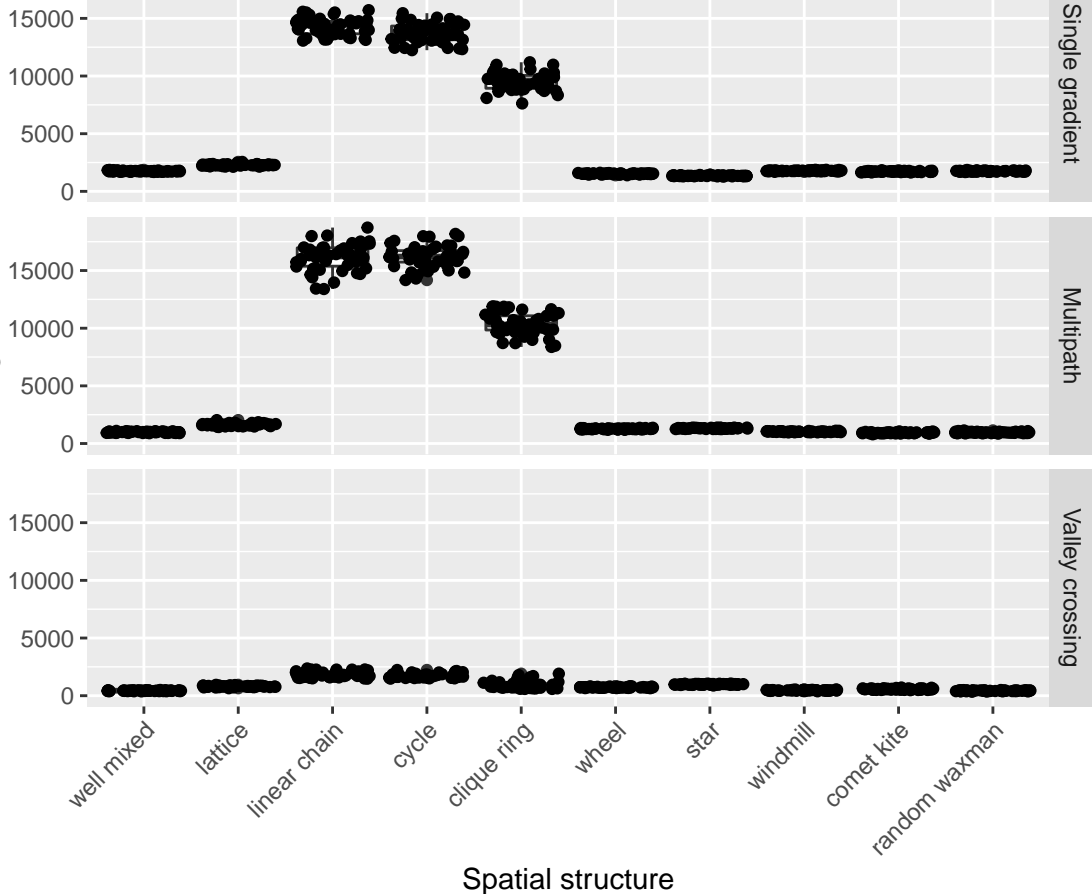 15000
10000
5000
0
Single gradient
15000
10000
5000
0
Multipath
15000
10000
5000
0
Valley crossing
well mixed
lattice
linear chain
cycle
clique ring
wheel
star
windmill
comet kite
random waxman
Spatial structure